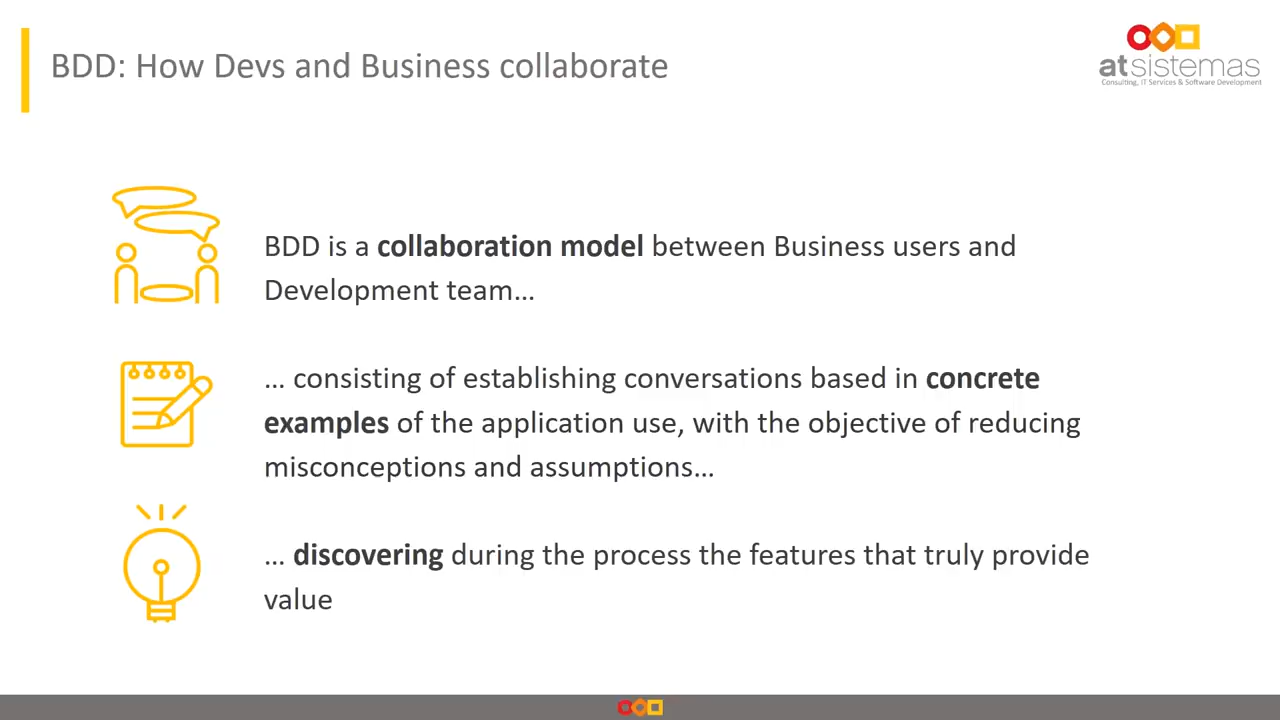 BDD: How Devs and Business collaborate
atsistemas
Consulting, IT Services & Software Development
BDD is a collaboration model between Business users and
Development team...
... consisting of establishing conversations based in concrete
examples of the application use, with the objective of reducing
misconceptions and assumptions...
... discovering during the process the features that truly provide
value